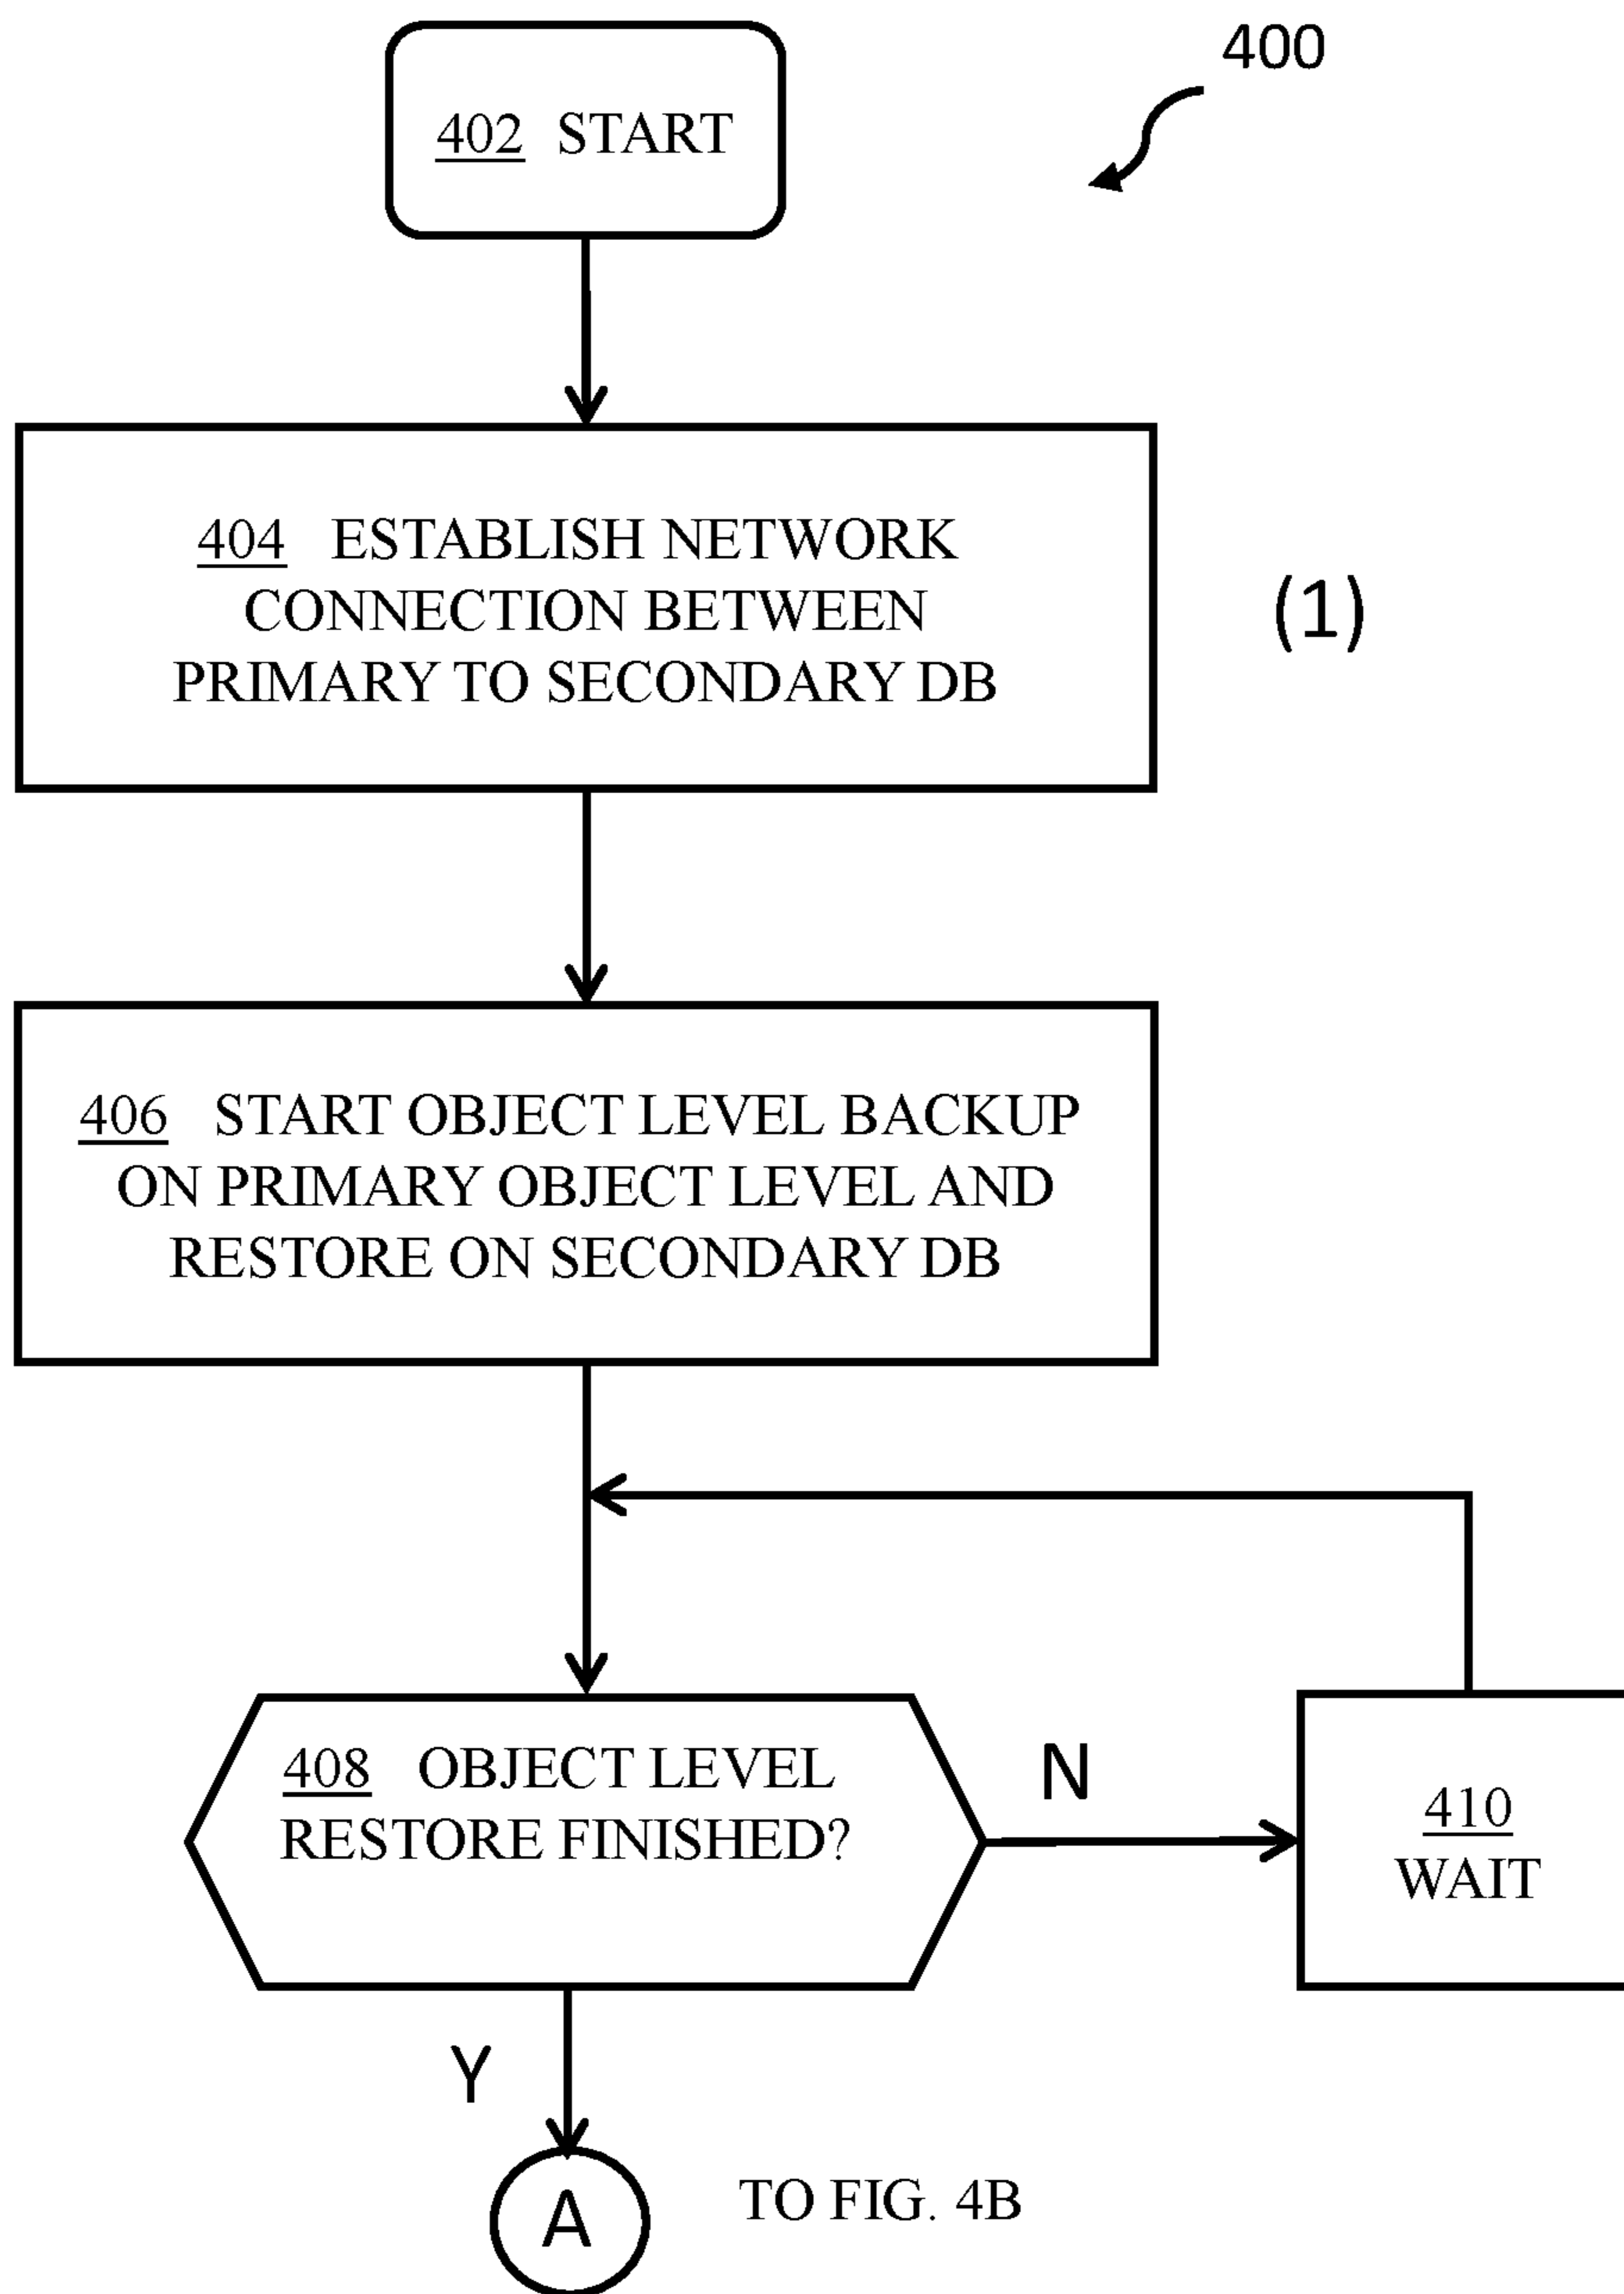 400
402 START
404 ESTABLISH NETWORK
CONNECTION BETWEEN
PRIMARY TO SECONDARY DB
(1)
406 START OBJECT LEVEL BACKUP
ON PRIMARY OBJECT LEVEL AND
RESTORE ON SECONDARY DB
408 OBJECT LEVEL
RESTORE FINISHED?
N
410
WAIT
Y
A
TO FIG. 4B